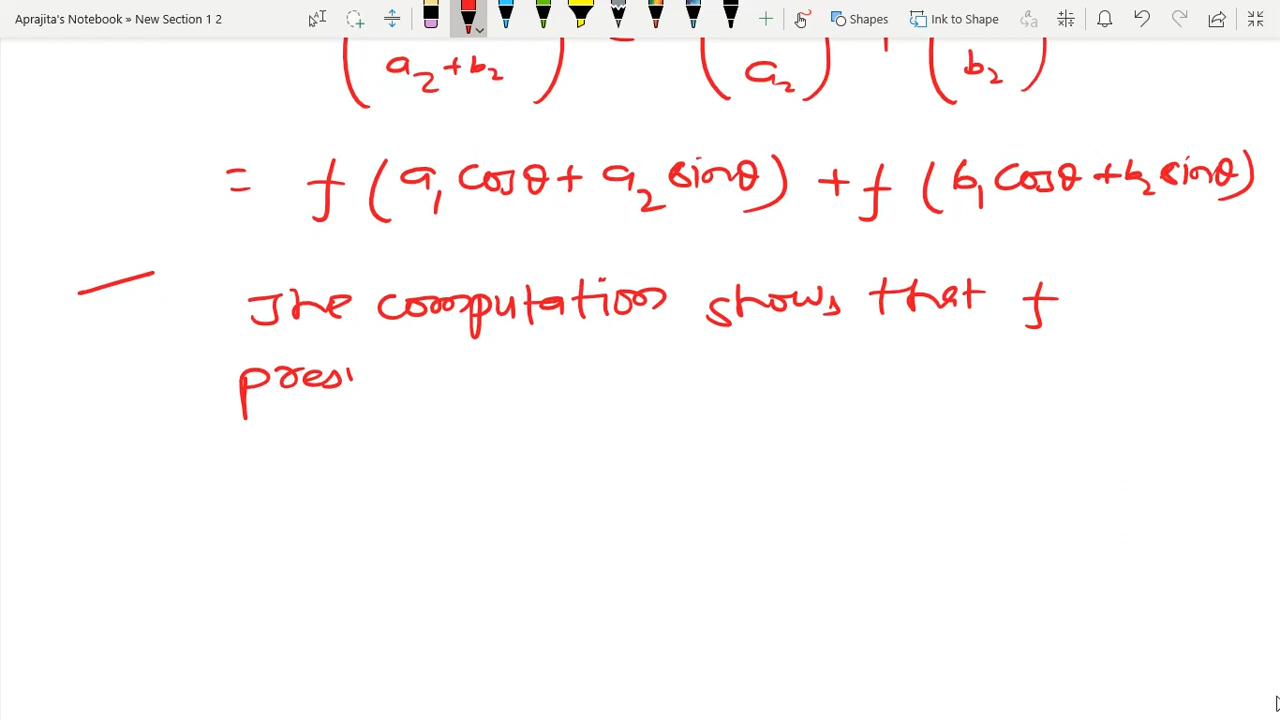 Aprajita's Notebook » New Section 1 2
Shapes
Ink to Shape
a₂ + b₂ a₂ b₂
= f (a₁ cosθ + a₂ sinθ) + f (b₁ cosθ + b₂ sinθ)
The computation shows that f
pres